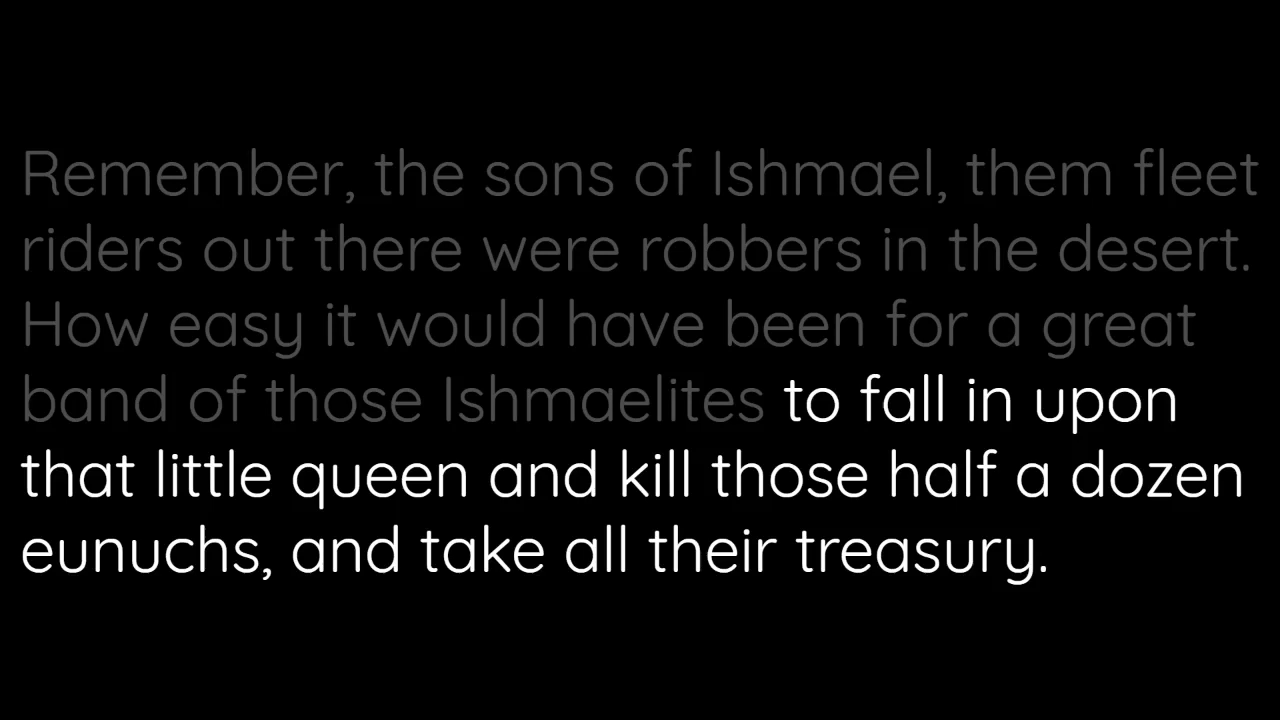 Remember, the sons of Ishmael, them fleet
riders out there were robbers in the desert.
How easy it would have been for a great
band of those Ishmaelites to fall in upon
that little queen and kill those half a dozen
eunuchs, and take all their treasury.